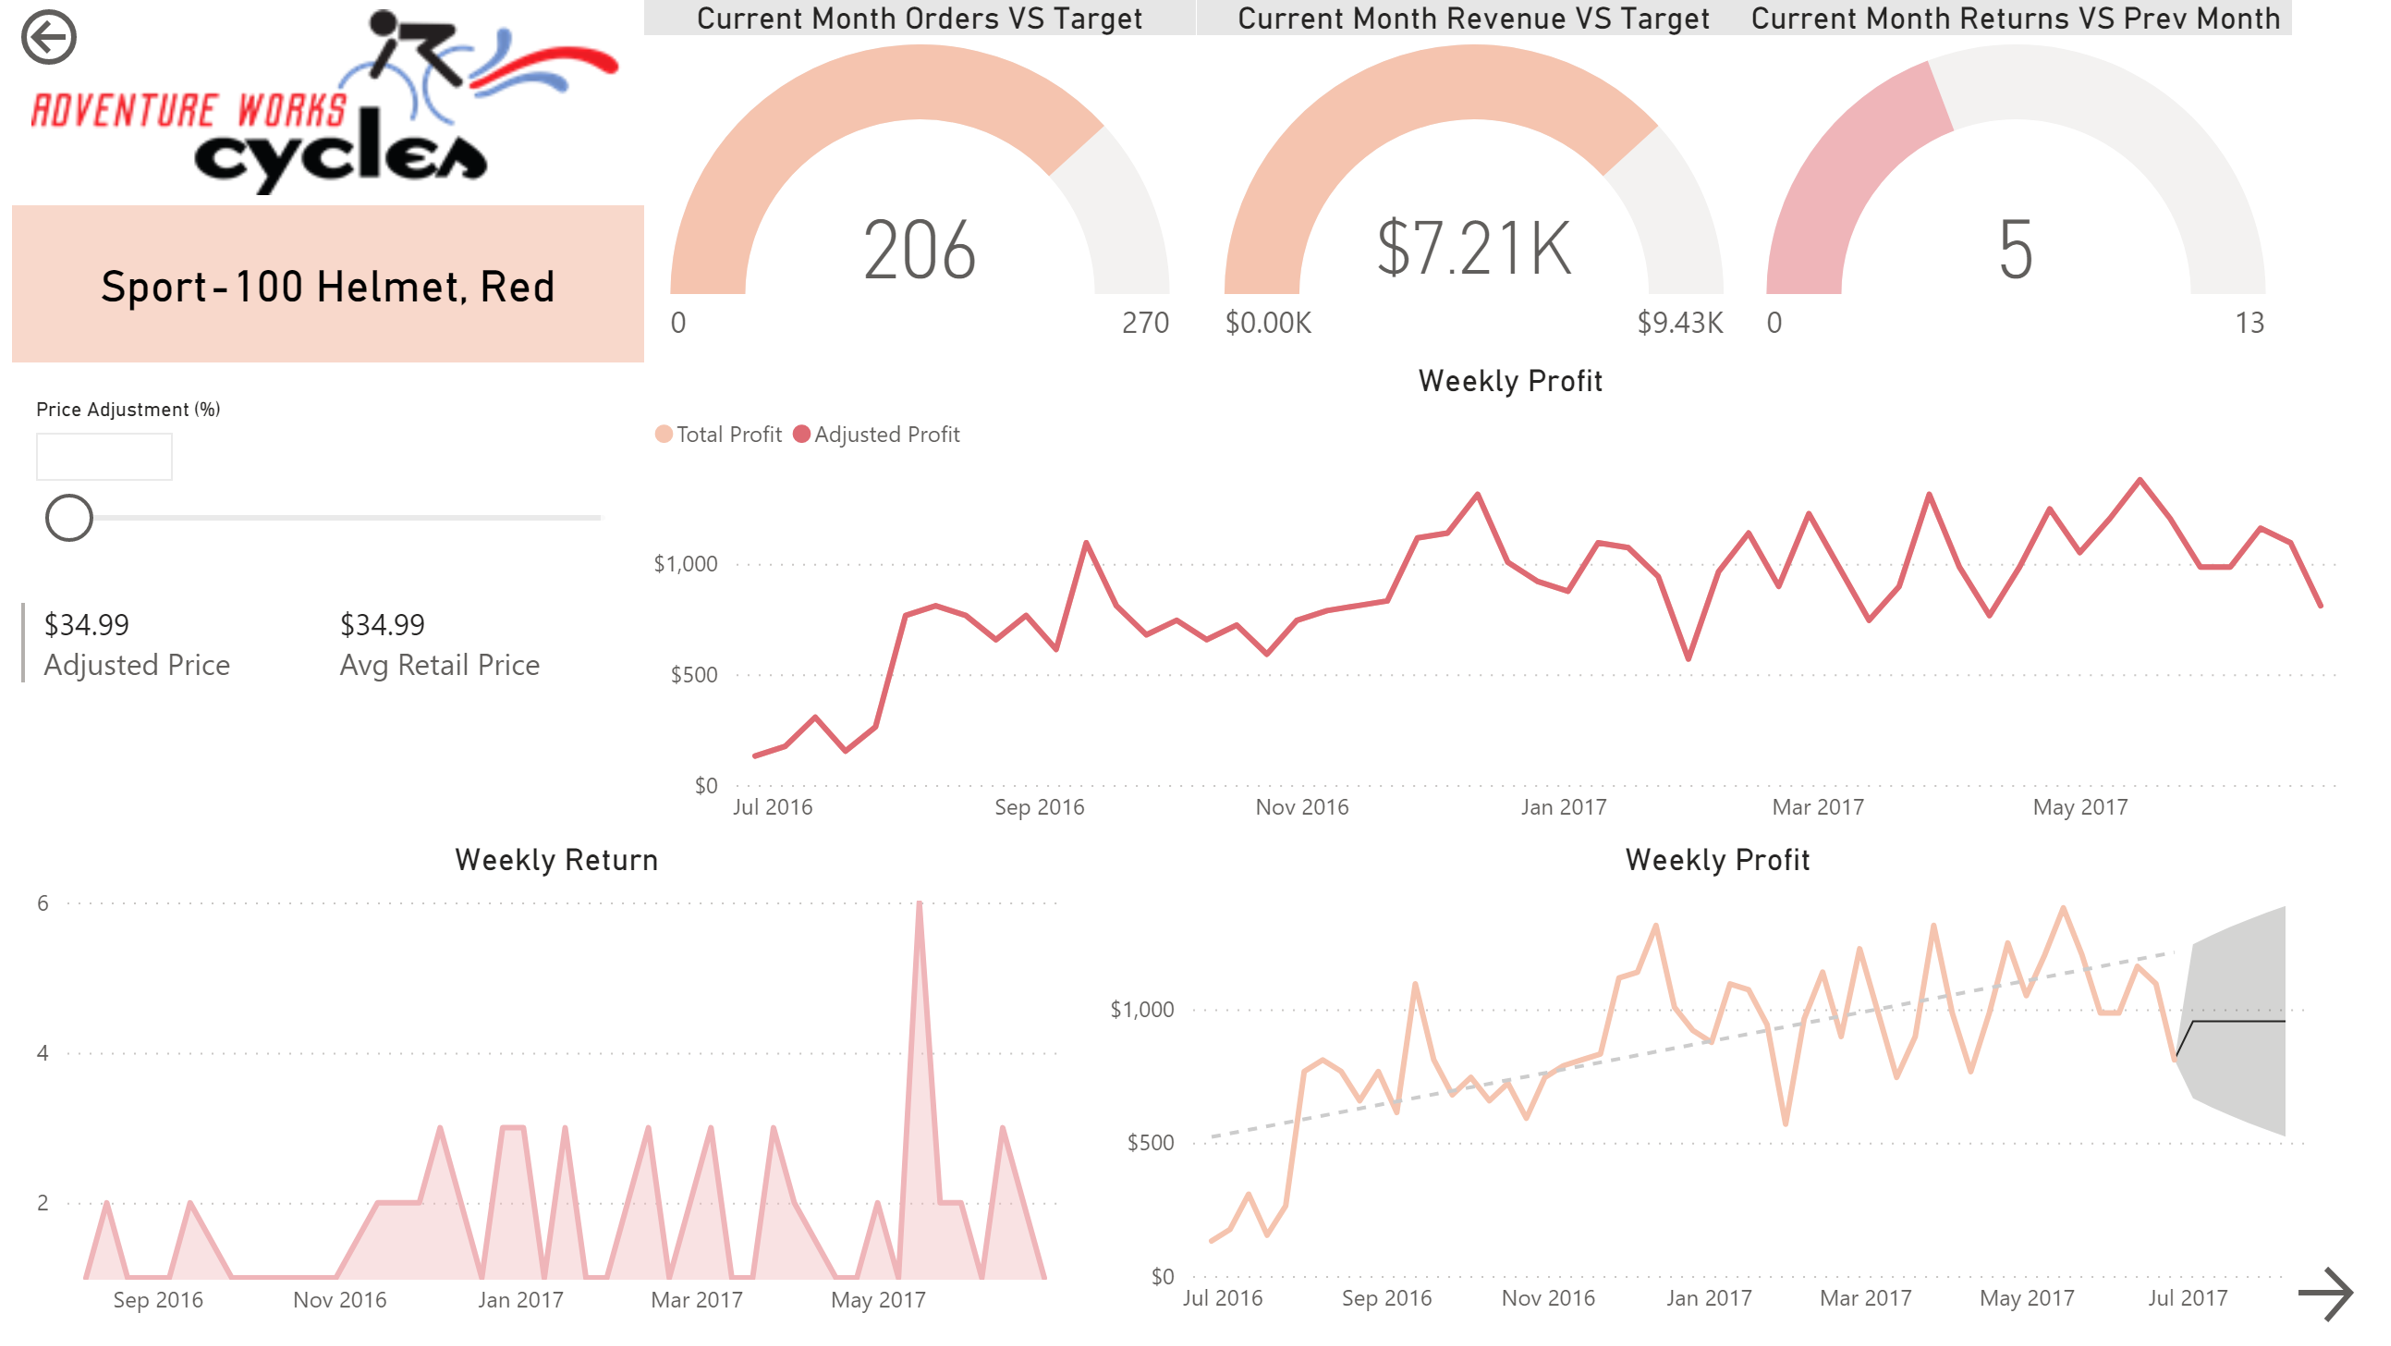 ADVENTURE WORKS
cycles
Current Month Orders VS Target
206
0
270
Current Month Revenue VS Target
$7.21K
$0.00K
$9.43K
Current Month Returns VS Prev Month
5
0
13
Sport-100 Helmet, Red
Price Adjustment (%)
$34.99
Adjusted Price
$34.99
Avg Retail Price
Weekly Profit
Total Profit
Adjusted Profit
$1,000
$500
$0
Jul 2016
Sep 2016
Nov 2016
Jan 2017
Mar 2017
May 2017
Weekly Return
6
4
2
Sep 2016
Nov 2016
Jan 2017
Mar 2017
May 2017
Weekly Profit
$1,000
$500
$0
Jul 2016
Sep 2016
Nov 2016
Jan 2017
Mar 2017
May 2017
Jul 2017